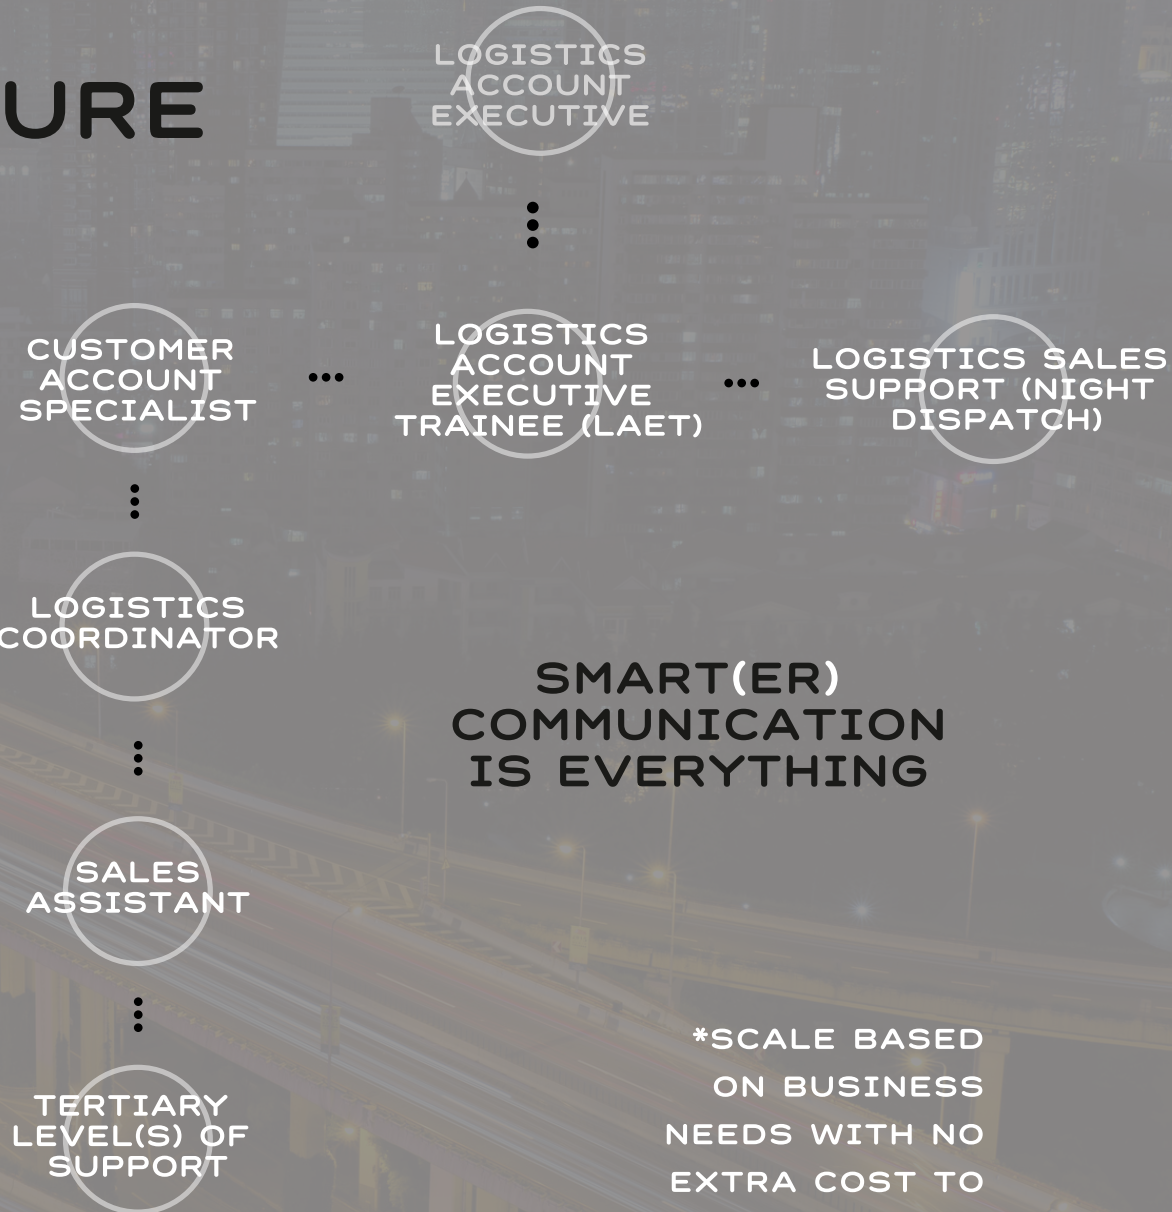 URE
LOGISTICS
ACCOUNT
EXECUTIVE
CUSTOMER
ACCOUNT
SPECIALIST
LOGISTICS
ACCOUNT
EXECUTIVE
TRAINEE (LAET)
LOGISTICS SALES
SUPPORT (NIGHT
DISPATCH)
LOGISTICS
COORDINATOR
SMART(ER)
COMMUNICATION
IS EVERYTHING
SALES
ASSISTANT
*SCALE BASED
ON BUSINESS
NEEDS WITH NO
EXTRA COST TO
TERTIARY
LEVEL(S) OF
SUPPORT